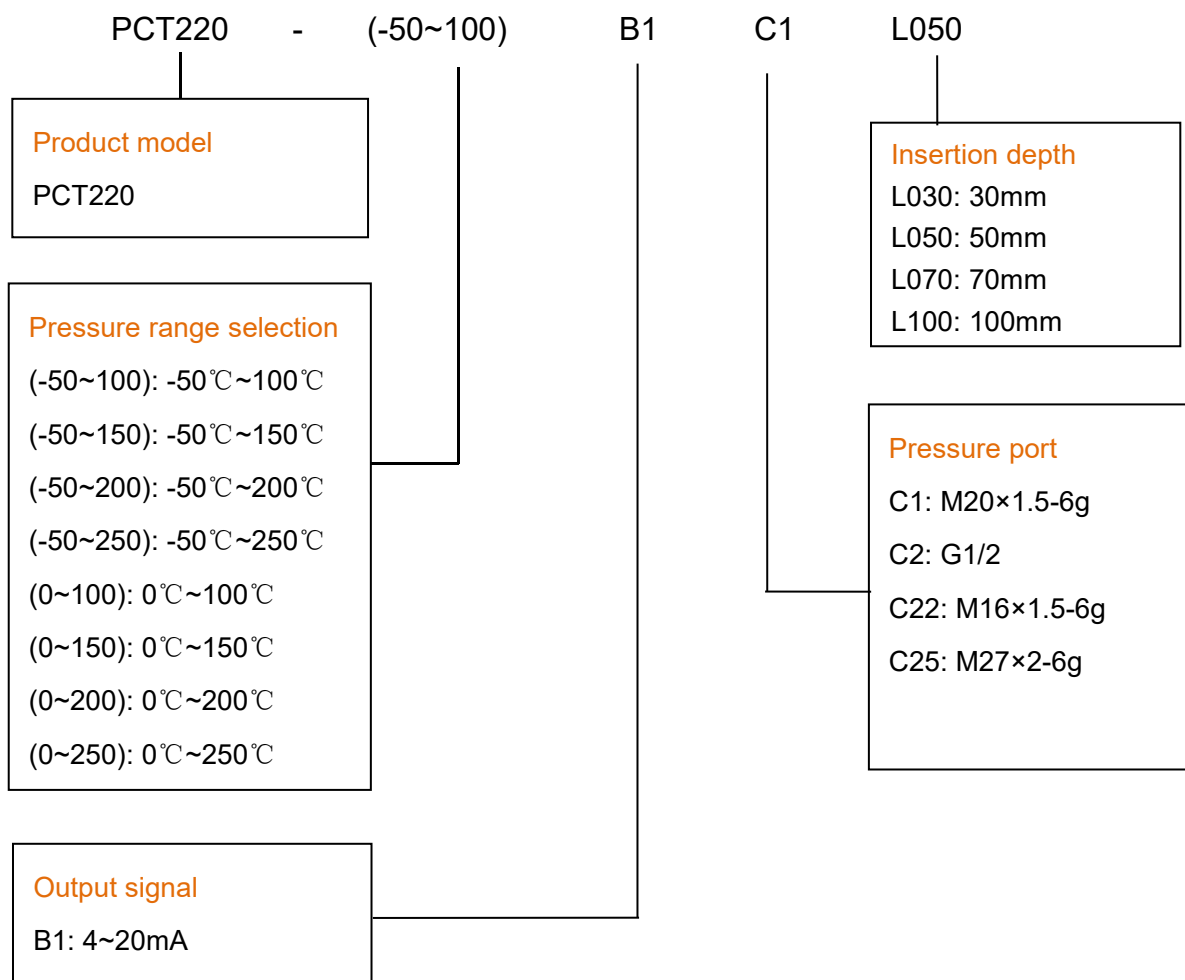 PCT220 - (-50~100) B1 C1 L050
Product model
PCT220
Pressure range selection
(-50~100): -50℃~100℃
(-50~150): -50℃~150℃
(-50~200): -50℃~200℃
(-50~250): -50℃~250℃
(0~100): 0℃~100℃
(0~150): 0℃~150℃
(0~200): 0℃~200℃
(0~250): 0℃~250℃
Output signal
B1: 4~20mA
Insertion depth
L030: 30mm
L050: 50mm
L070: 70mm
L100: 100mm
Pressure port
C1: M20×1.5-6g
C2: G1/2
C22: M16×1.5-6g
C25: M27×2-6g